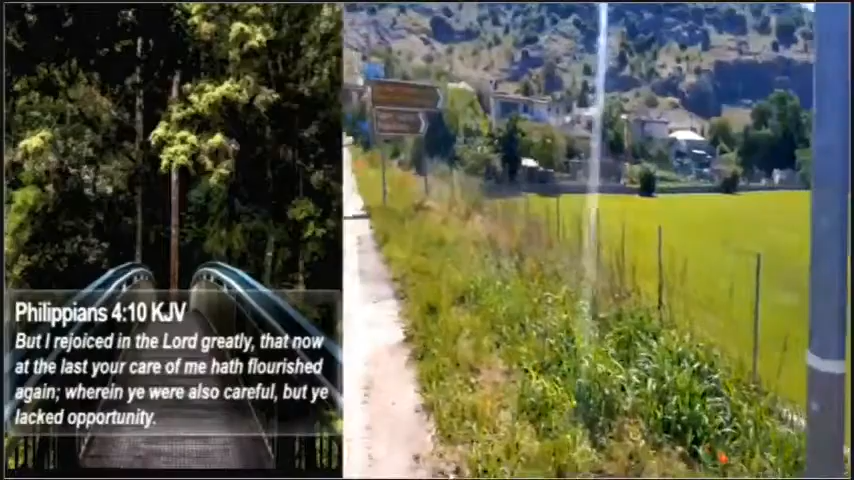 Philippians 4:10 KJV
But I rejoiced in the Lord greatly, that now
at the last your care of me hath flourished
again; wherein ye were also careful, but ye
lacked opportunity.